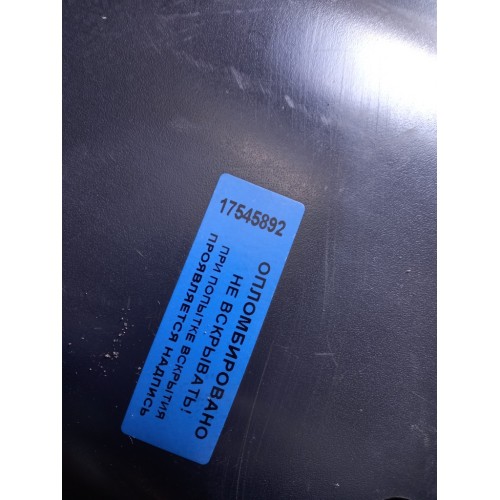 17545892
ОПЛОМБИРОВАНО
НЕ ВСКРЫВАТЬ!
ПРИ ПОПЫТКЕ ВСКРЫТИЯ
ПРОЯВЛЯЕТСЯ НАДПИСЬ